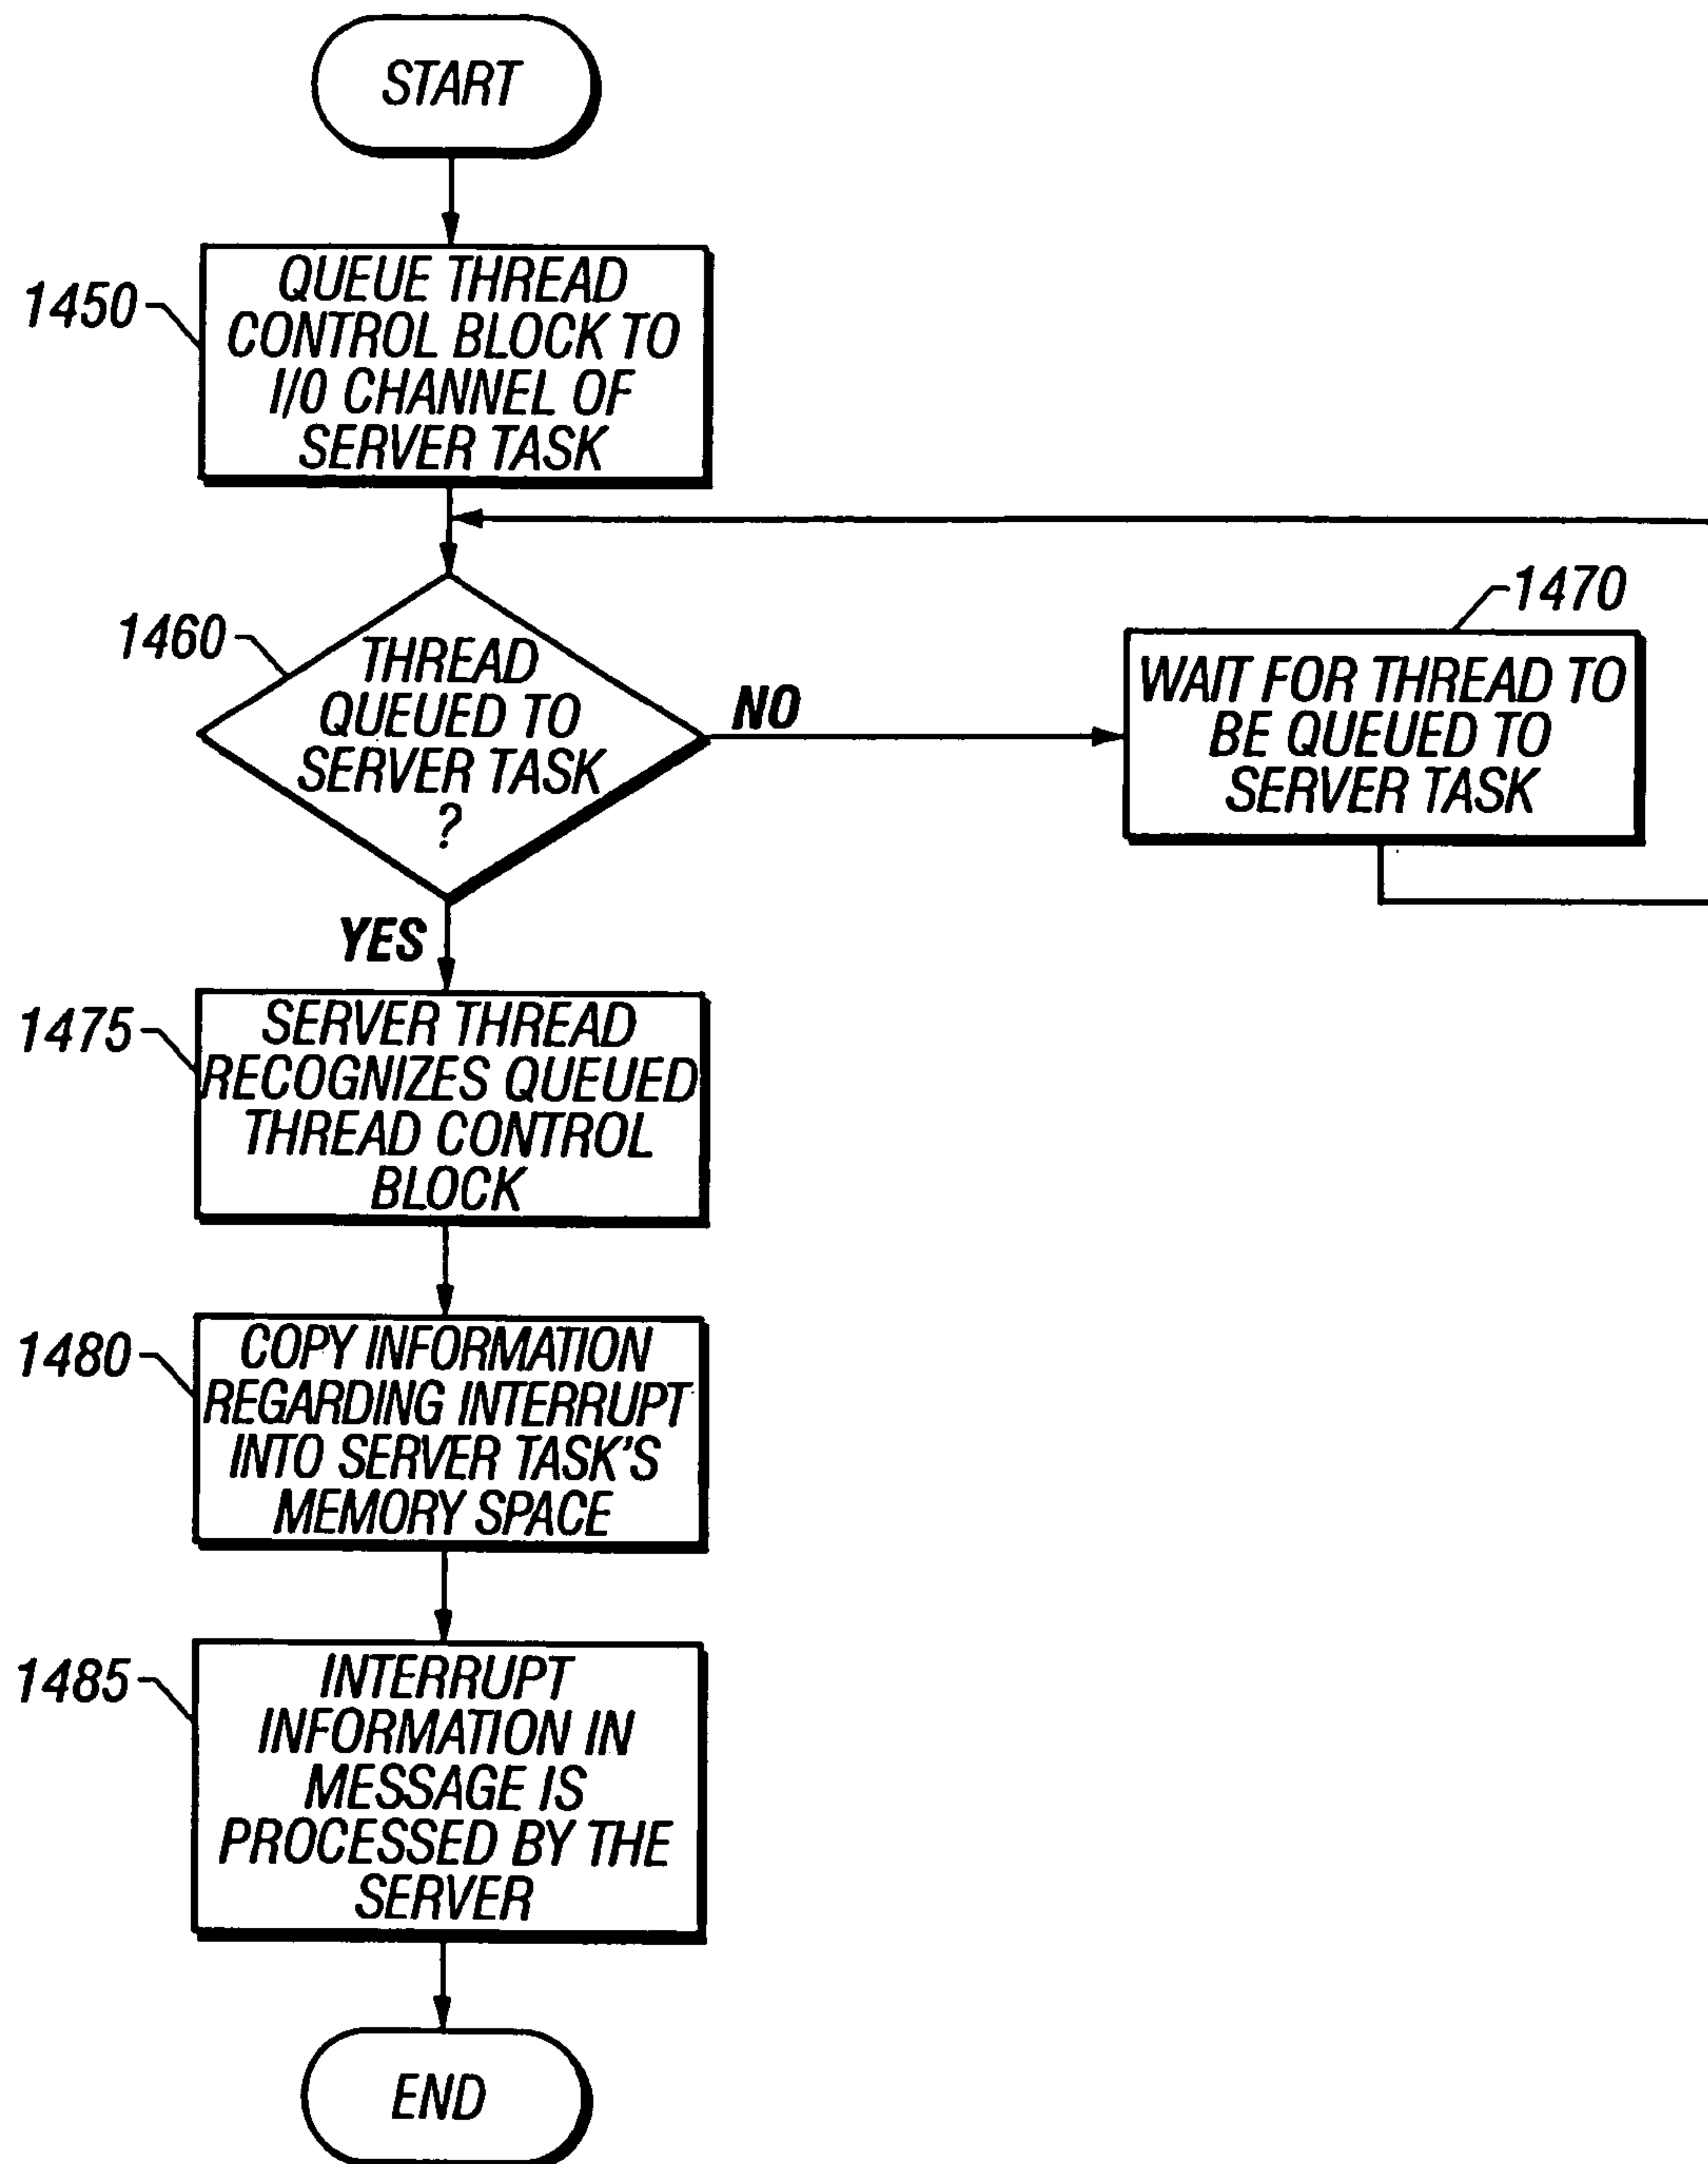 START
1450
QUEUE THREAD
CONTROL BLOCK TO
I/O CHANNEL OF
SERVER TASK
1460
THREAD
QUEUED TO
SERVER TASK
?
NO
1470
WAIT FOR THREAD TO
BE QUEUED TO
SERVER TASK
YES
1475
SERVER THREAD
RECOGNIZES QUEUED
THREAD CONTROL
BLOCK
1480
COPY INFORMATION
REGARDING INTERRUPT
INTO SERVER TASK'S
MEMORY SPACE
1485
INTERRUPT
INFORMATION IN
MESSAGE IS
PROCESSED BY THE
SERVER
END